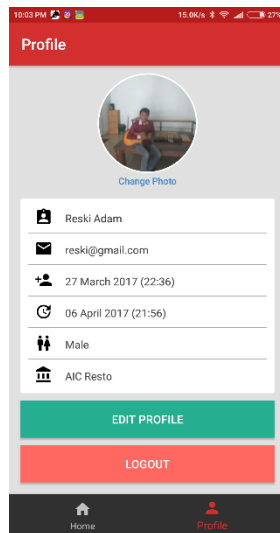 10:03 PM 15.0K/s 27%
Profile
Change Photo
Reski Adam
reski@gmail.com
27 March 2017 (22:36)
06 April 2017 (21:56)
Male
AIC Resto
EDIT PROFILE
LOGOUT
Home Profile